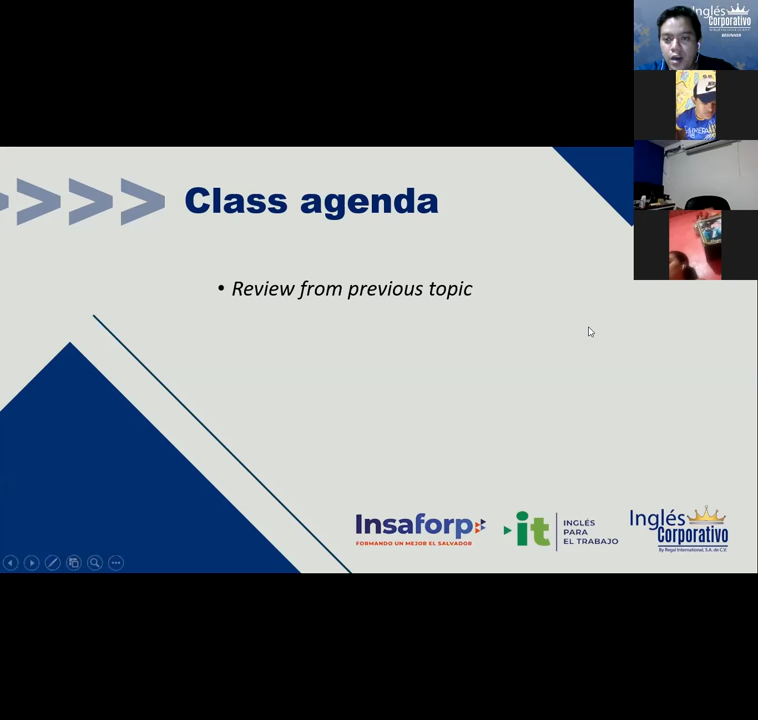 Inglés
Corporativo
BEGINNER
>>>> Class agenda
• Review from previous topic
Insaforp
FORMANDO UN MEJOR EL SALVADOR
it
INGLÉS
PARA
EL TRABAJO
Inglés
Corporativo
By Regal International, S.A. de C.V.